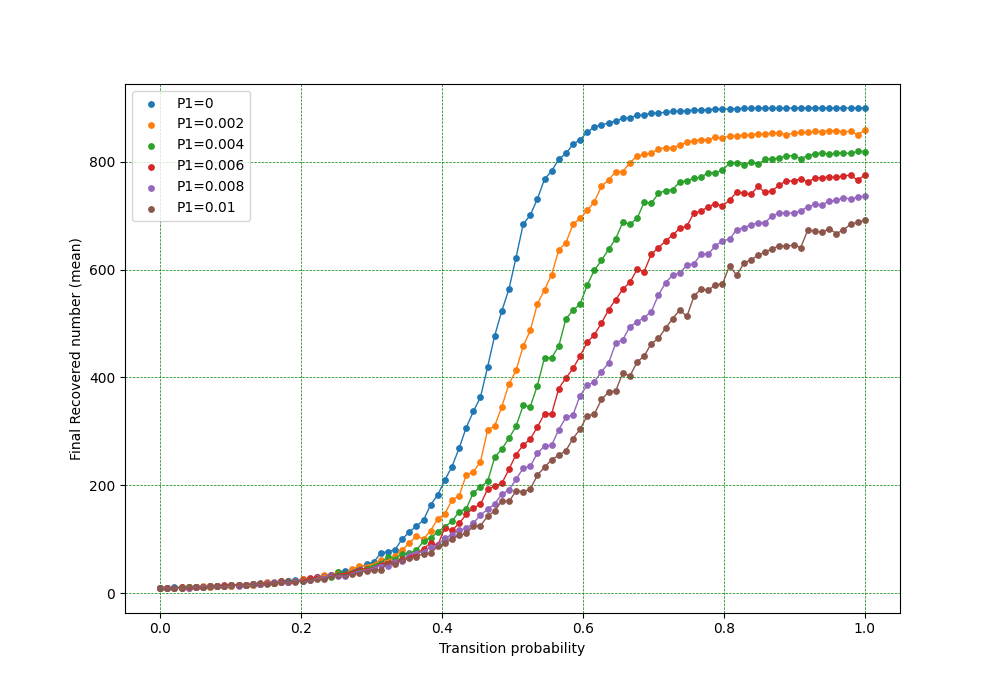 P1=0
P1=0.002
P1=0.004
P1=0.006
P1=0.008
P1=0.01
Final Recovered number (mean)
800
600
400
200
0
0.0 0.2 0.4 0.6 0.8 1.0
Transition probability